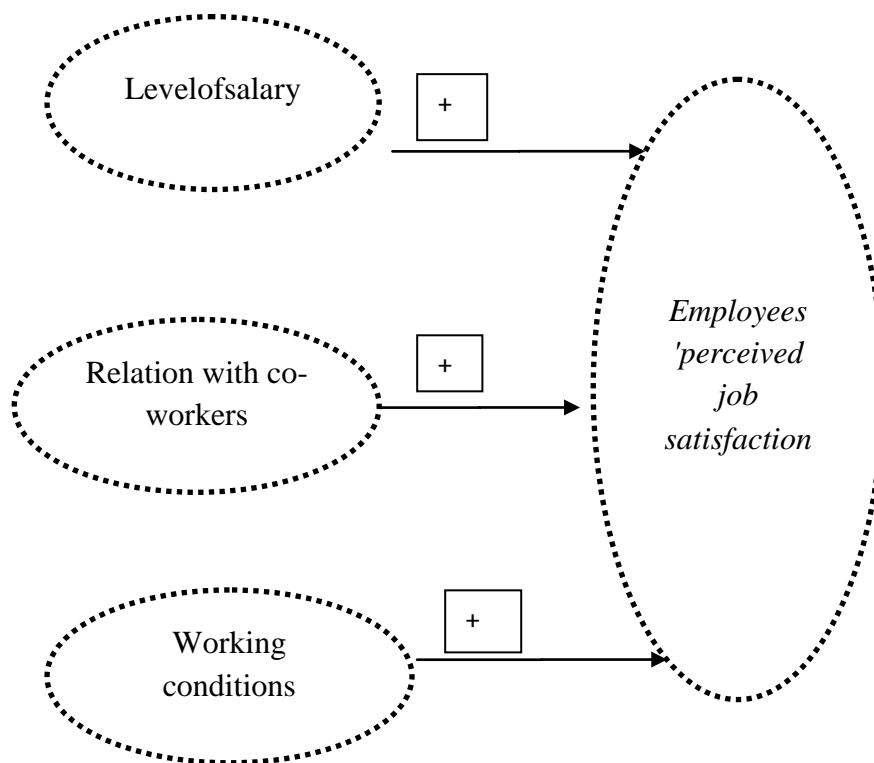 Levelofsalary
+
Relation with co-
workers
+
Employees
'perceived
job
satisfaction
Working
conditions
+